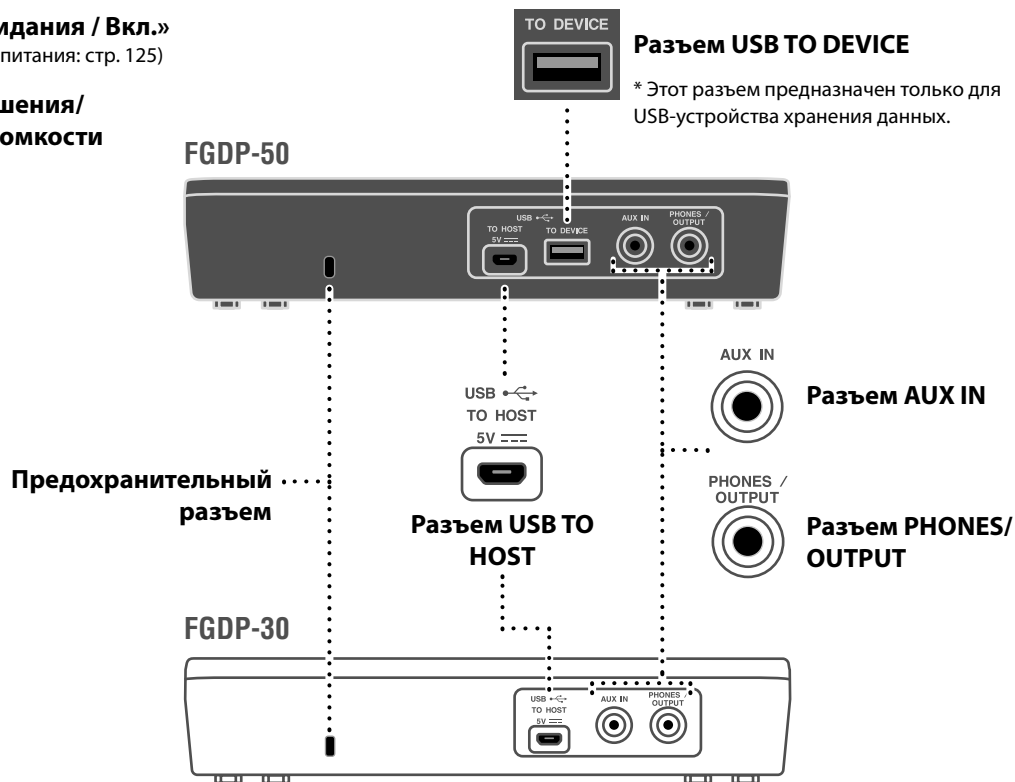 идания / Вкл.»
питания: стр. 125)
шения/
омкости
TO DEVICE
Разъем USB TO DEVICE
* Этот разъем предназначен только для
USB-устройства хранения данных.
FGDP-50
USB
TO HOST
5V
TO DEVICE
AUX IN
PHONES /
OUTPUT
USB
TO HOST
5V
Разъем USB TO
HOST
AUX IN
Разъем AUX IN
PHONES /
OUTPUT
Разъем PHONES/
OUTPUT
Предохранительный
разъем
FGDP-30
USB
TO HOST
5V
AUX IN
PHONES /
OUTPUT